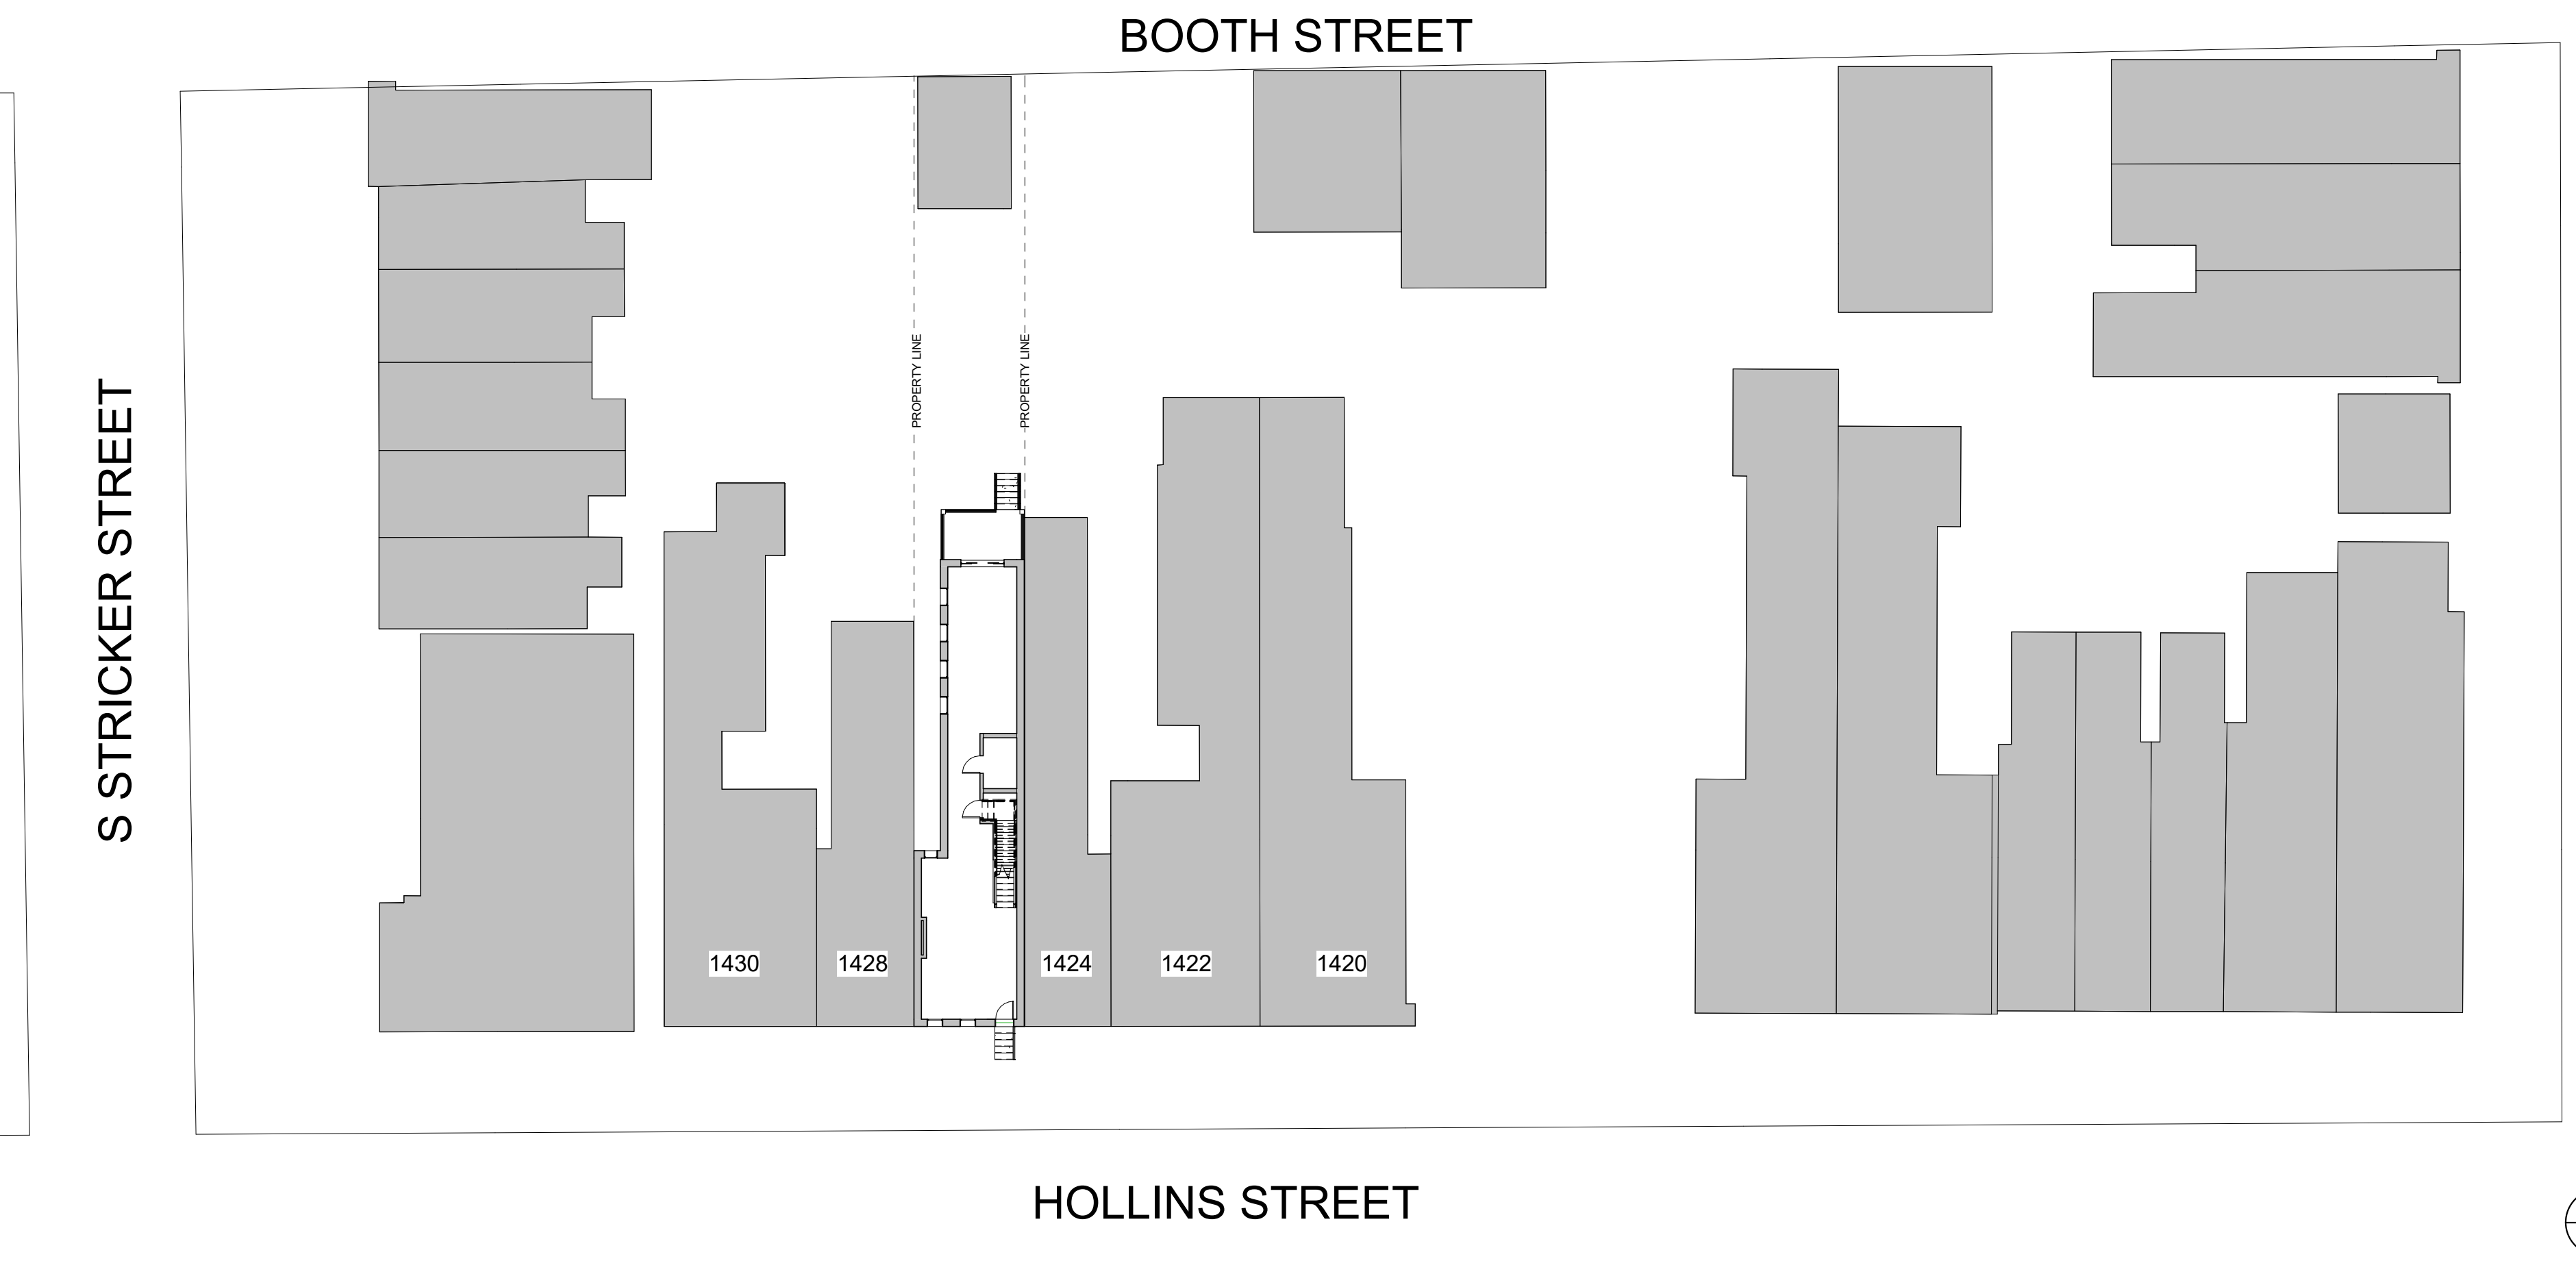 BOOTH STREET
PROPERTY LINE
PROPERTY LINE
S STRICKER STREET
1430
1428
1424
1422
1420
HOLLINS STREET